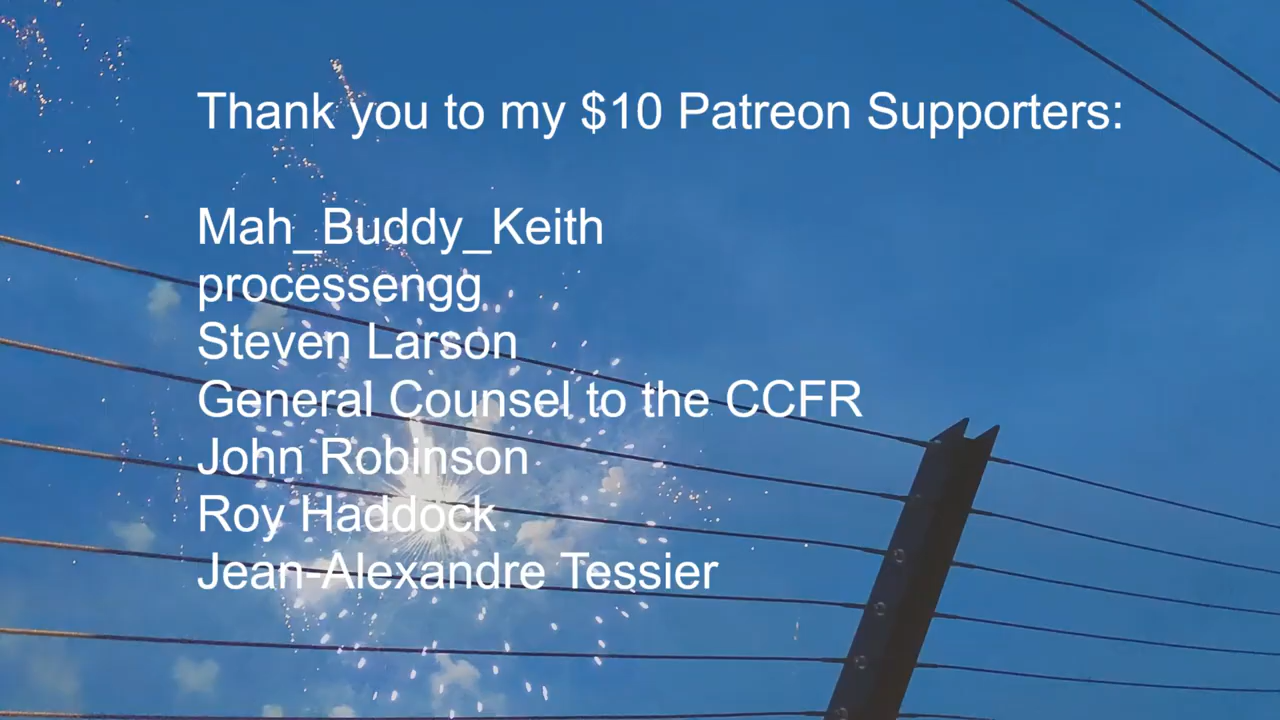 Thank you to my $10 Patreon Supporters:
Mah_Buddy_Keith
processengg
Steven Larson
General Counsel to the CCFR
John Robinson
Roy Haddock
Jean-Alexandre Tessier